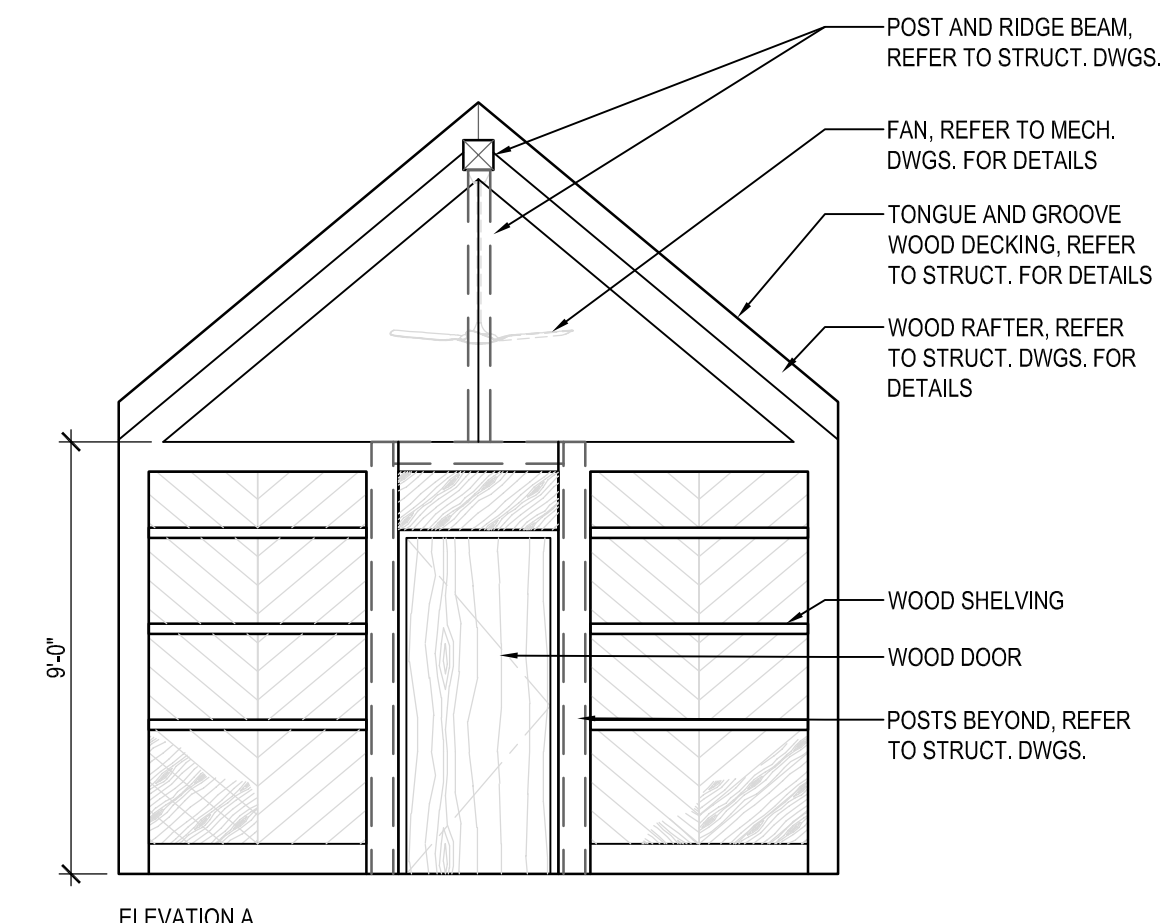 POST AND RIDGE BEAM,
REFER TO STRUCT. DWGS.
FAN, REFER TO MECH.
DWGS. FOR DETAILS
TONGUE AND GROOVE
WOOD DECKING, REFER
TO STRUCT. FOR DETAILS
WOOD RAFTER, REFER
TO STRUCT. DWGS. FOR
DETAILS
9'-0"
WOOD SHELVING
WOOD DOOR
POSTS BEYOND, REFER
TO STRUCT. DWGS.
ELEVATION A